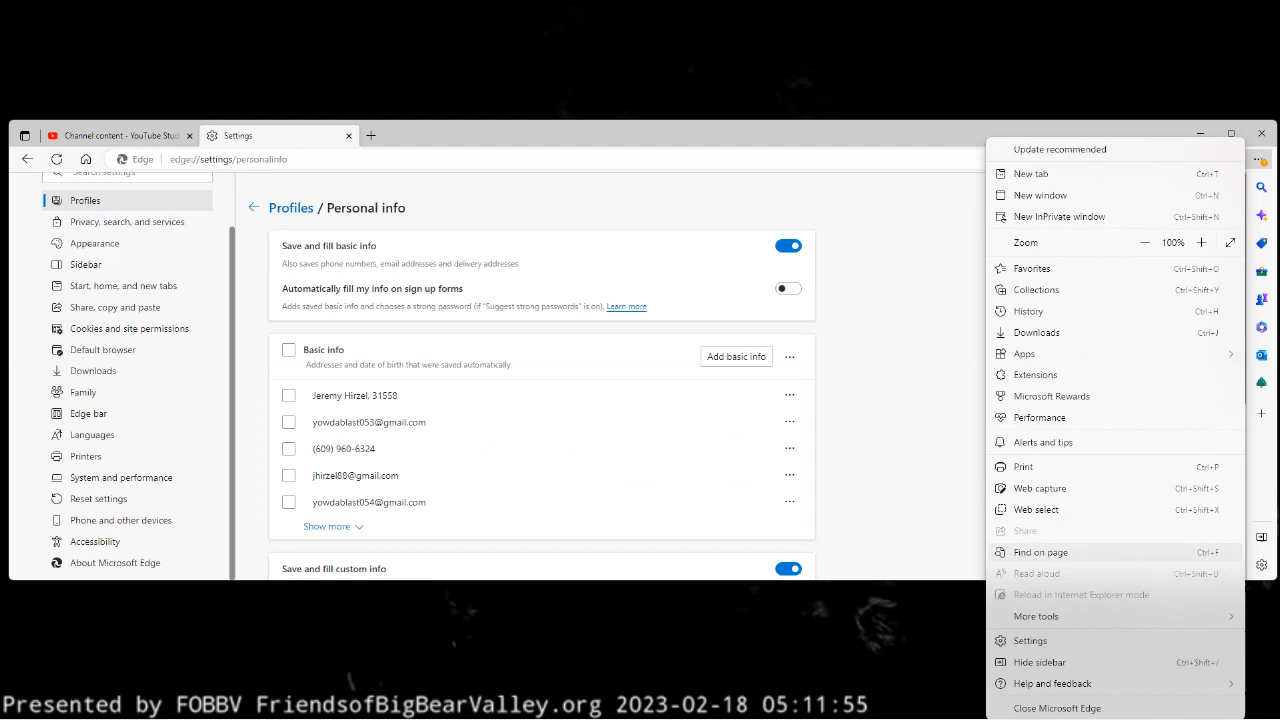 Channel content - YouTube Stud
Settings
Edge
edge://settings/personalinfo
Search settings
Profiles
Privacy, search, and services
Appearance
Sidebar
Start, home, and new tabs
Share, copy and paste
Cookies and site permissions
Default browser
Downloads
Family
Edge bar
Languages
Printers
System and performance
Reset settings
Phone and other devices
Accessibility
About Microsoft Edge
Profiles / Personal info
Save and fill basic info
Also saves phone numbers, email addresses and delivery addresses
Automatically fill my info on sign up forms
Adds saved basic info and chooses a strong password (if "Suggest strong passwords" is on). Learn more
Basic info
Addresses and date of birth that were saved automatically
Add basic info
Jeremy Hirzel, 31558
yowdablast053@gmail.com
(609) 960-6324
jhirzel88@gmail.com
yowdablast054@gmail.com
Show more
Save and fill custom info
Update recommended
New tab Ctrl+T
New window Ctrl+N
New InPrivate window Ctrl+Shift+N
Zoom 100%
Favorites Ctrl+Shift+O
Collections Ctrl+Shift+Y
History Ctrl+H
Downloads Ctrl+J
Apps
Extensions
Microsoft Rewards
Performance
Alerts and tips
Print Ctrl+P
Web capture Ctrl+Shift+S
Web select Ctrl+Shift+X
Share
Find on page Ctrl+F
Read aloud Ctrl+Shift+U
Reload in Internet Explorer mode
More tools
Settings
Hide sidebar Ctrl+Shift+/
Help and feedback
Close Microsoft Edge
Presented by FOBBV FriendsofBigBearValley.org 2023-02-18 05:11:55